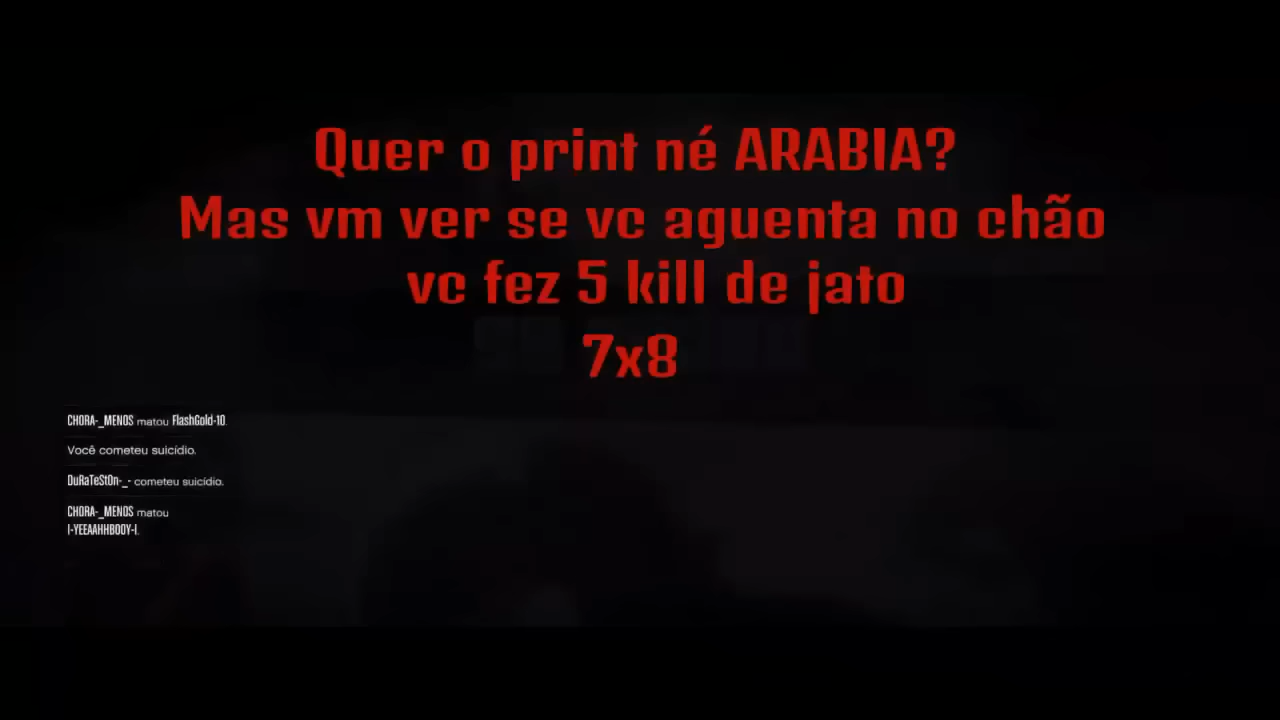 Quer o print né ARABIA?
Mas vm ver se vc aguenta no chão
vc fez 5 kill de jato
7x8
CHORA-_MENOS matou FlashGold-10.
Você cometeu suicídio.
DuRaTeStOn-_- cometeu suicídio.
CHORA-_MENOS matou
I-YEEAAHHBOOY-I.